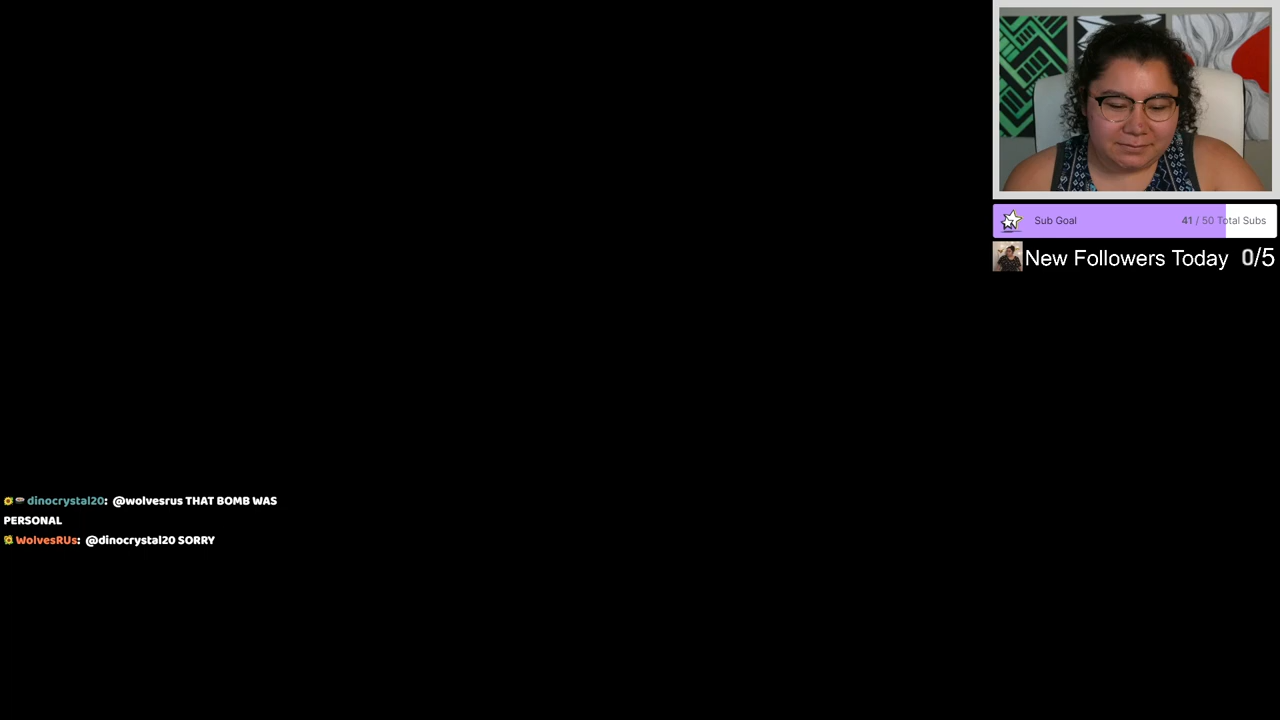 Sub Goal 41 / 50 Total Subs
New Followers Today 0/5
dinocrystal20: @wolvesrus THAT BOMB WAS
PERSONAL
WolvesRUs: @dinocrystal20 SORRY